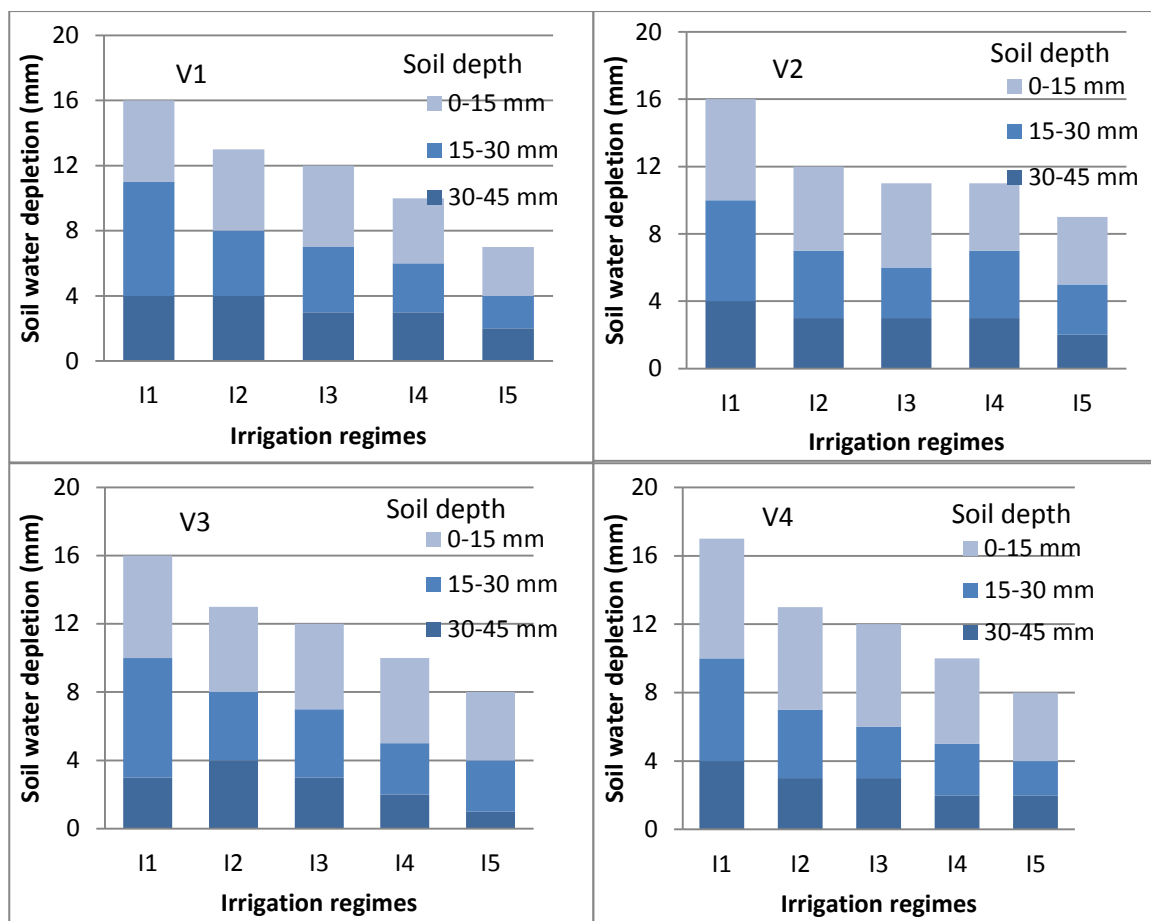 V1
Soil depth
0-15 mm
15-30 mm
30-45 mm
Soil water depletion (mm)
20
16
12
8
4
0
I1 I2 I3 I4 I5
Irrigation regimes
V2
Soil depth
0-15 mm
15-30 mm
30-45 mm
Soil water depletion (mm)
20
16
12
8
4
0
I1 I2 I3 I4 I5
Irrigation regimes
V3
Soil depth
0-15 mm
15-30 mm
30-45 mm
Soil water depletion (mm)
20
16
12
8
4
0
I1 I2 I3 I4 I5
Irrigation regimes
V4
Soil depth
0-15 mm
15-30 mm
30-45 mm
Soil water depletion (mm)
20
16
12
8
4
0
I1 I2 I3 I4 I5
Irrigation regimes